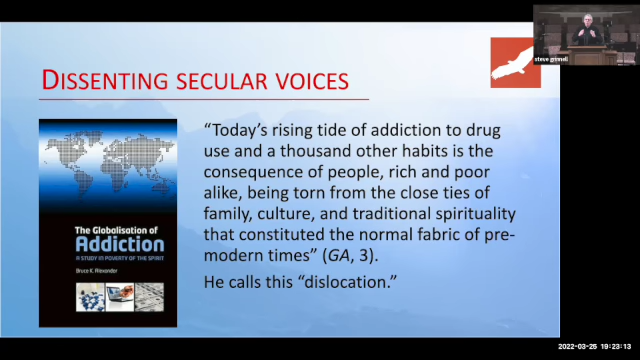 steve grinnell
DISSENTING SECULAR VOICES
“Today’s rising tide of addiction to drug
use and a thousand other habits is the
consequence of people, rich and poor
alike, being torn from the close ties of
family, culture, and traditional spirituality
that constituted the normal fabric of pre-
modern times” (GA, 3).
He calls this “dislocation.”
The Globalisation of
Addiction
A STUDY IN POVERTY OF THE SPIRIT
Bruce K. Alexander
2022-03-25 19:23:13